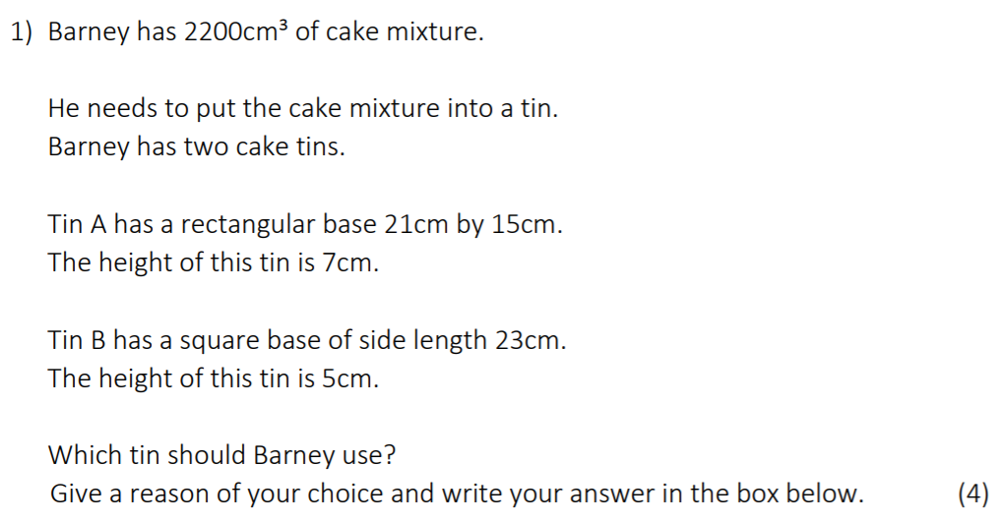 1) Barney has 2200cm³ of cake mixture.
He needs to put the cake mixture into a tin.
Barney has two cake tins.
Tin A has a rectangular base 21cm by 15cm.
The height of this tin is 7cm.
Tin B has a square base of side length 23cm.
The height of this tin is 5cm.
Which tin should Barney use?
Give a reason of your choice and write your answer in the box below. (4)